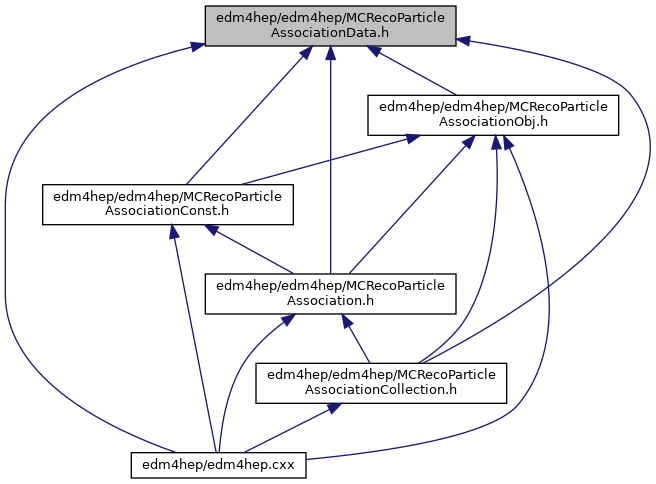 edm4hep/edm4hep/MCRecoParticle
AssociationData.h
edm4hep/edm4hep/MCRecoParticle
AssociationObj.h
edm4hep/edm4hep/MCRecoParticle
AssociationConst.h
edm4hep/edm4hep/MCRecoParticle
Association.h
edm4hep/edm4hep/MCRecoParticle
AssociationCollection.h
edm4hep/edm4hep.cxx